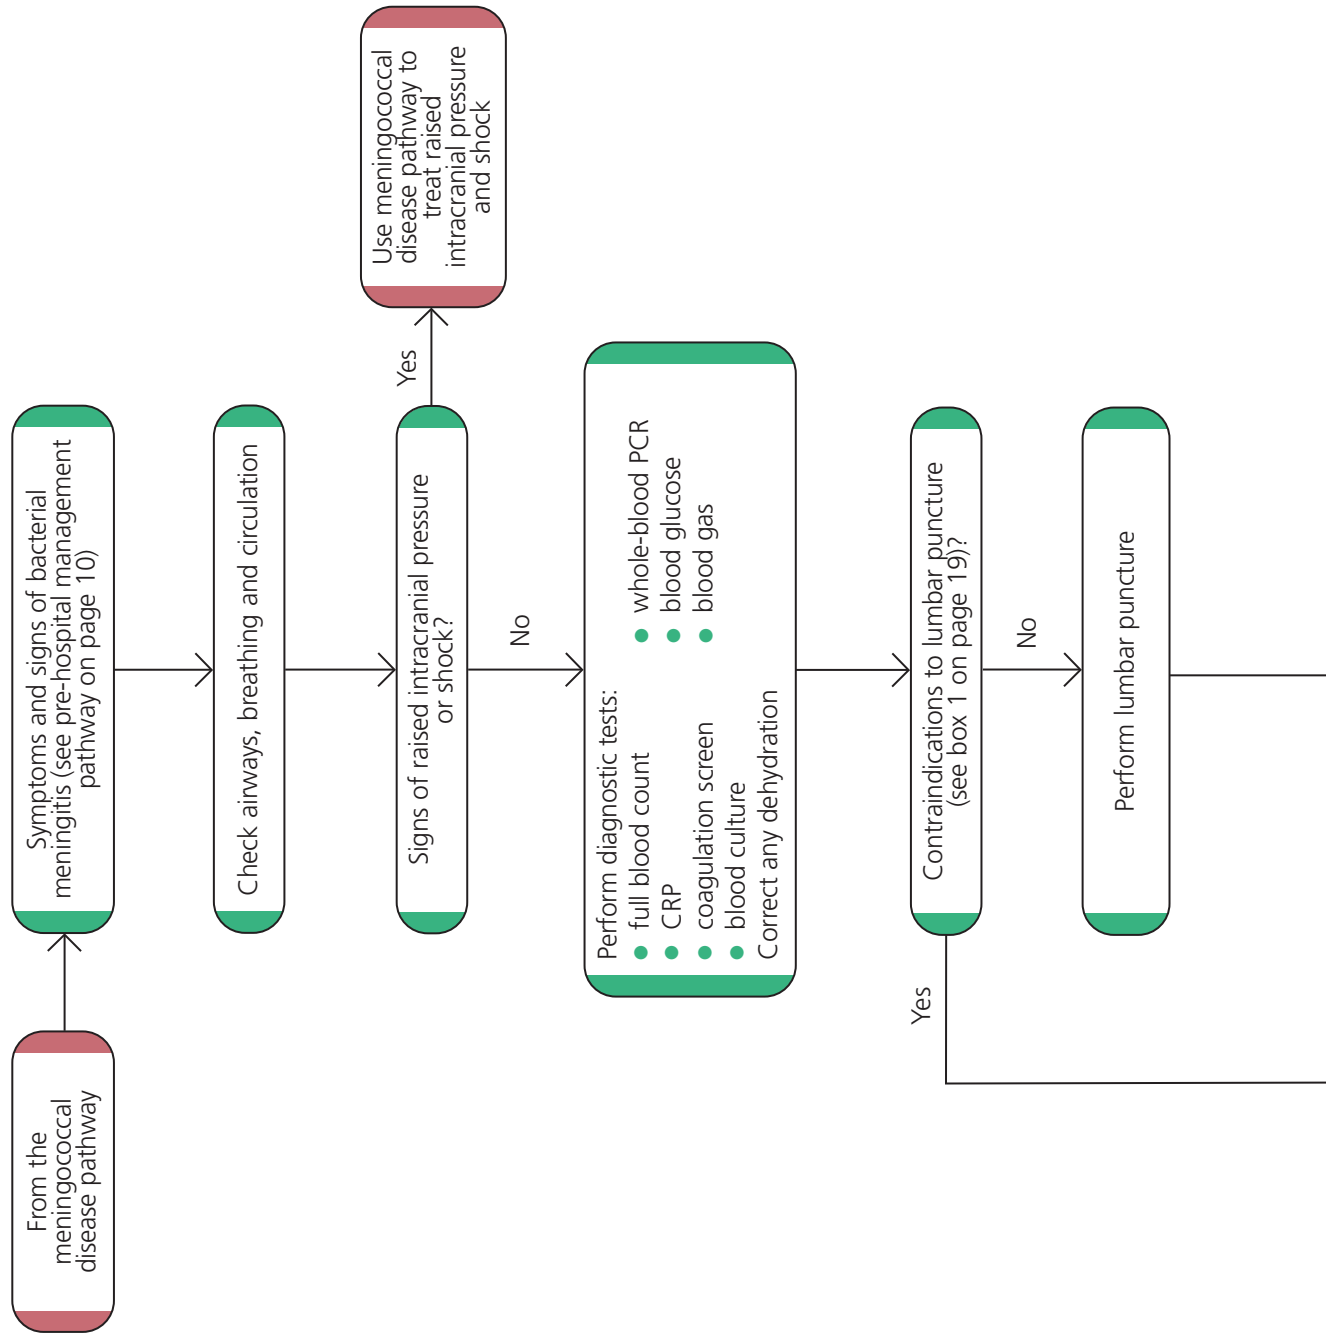 From the
meningococcal
disease pathway
Symptoms and signs of bacterial
meningitis (see pre-hospital management
pathway on page 10)
Check airways, breathing and circulation
Signs of raised intracranial pressure
or shock?
Yes
Use meningococcal
disease pathway to
treat raised
intracranial pressure
and shock
No
Perform diagnostic tests:
● full blood count
● CRP
● coagulation screen
● blood culture
● whole-blood PCR
● blood glucose
● blood gas
Correct any dehydration
Contraindications to lumbar puncture
(see box 1 on page 19)?
Yes
No
Perform lumbar puncture